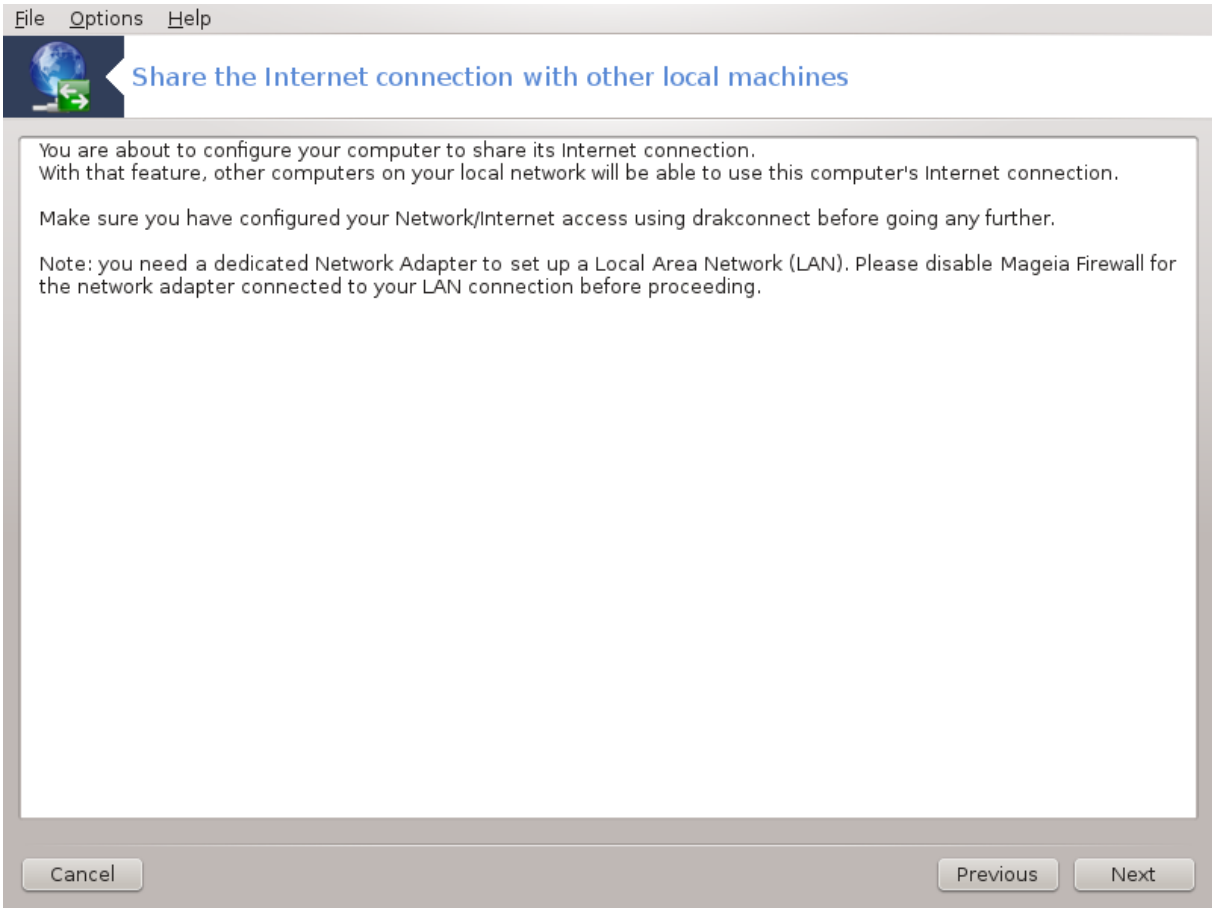 File Options Help
Share the Internet connection with other local machines
You are about to configure your computer to share its Internet connection.
With that feature, other computers on your local network will be able to use this computer's Internet connection.
Make sure you have configured your Network/Internet access using drakconnect before going any further.
Note: you need a dedicated Network Adapter to set up a Local Area Network (LAN). Please disable Mageia Firewall for
the network adapter connected to your LAN connection before proceeding.
Cancel Previous Next